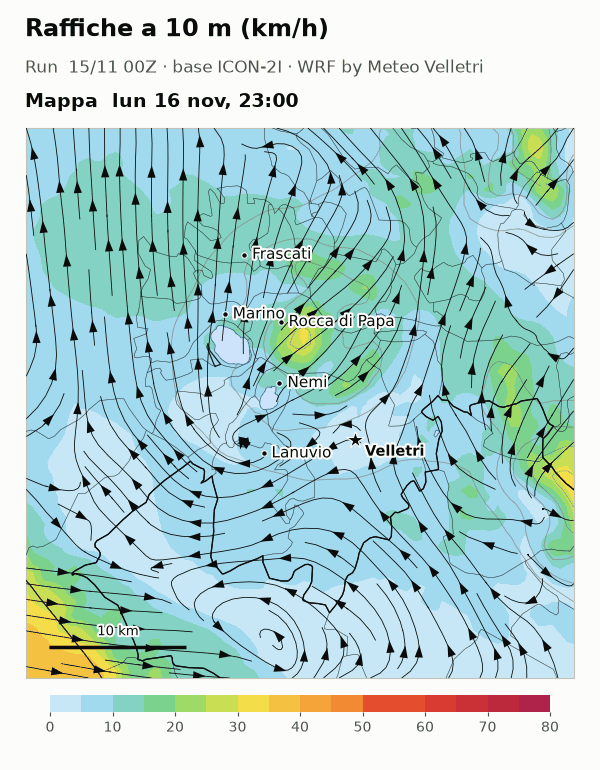 Raffiche a 10 m (km/h)
Run  15/11 00Z · base ICON-2I · WRF by Meteo Velletri
Mappa  lun 16 nov, 23:00
Frascati
Marino
Rocca di Papa
Nemi
Velletri
Lanuvio
10 km
0 10 20 30 40 50 60 70 80